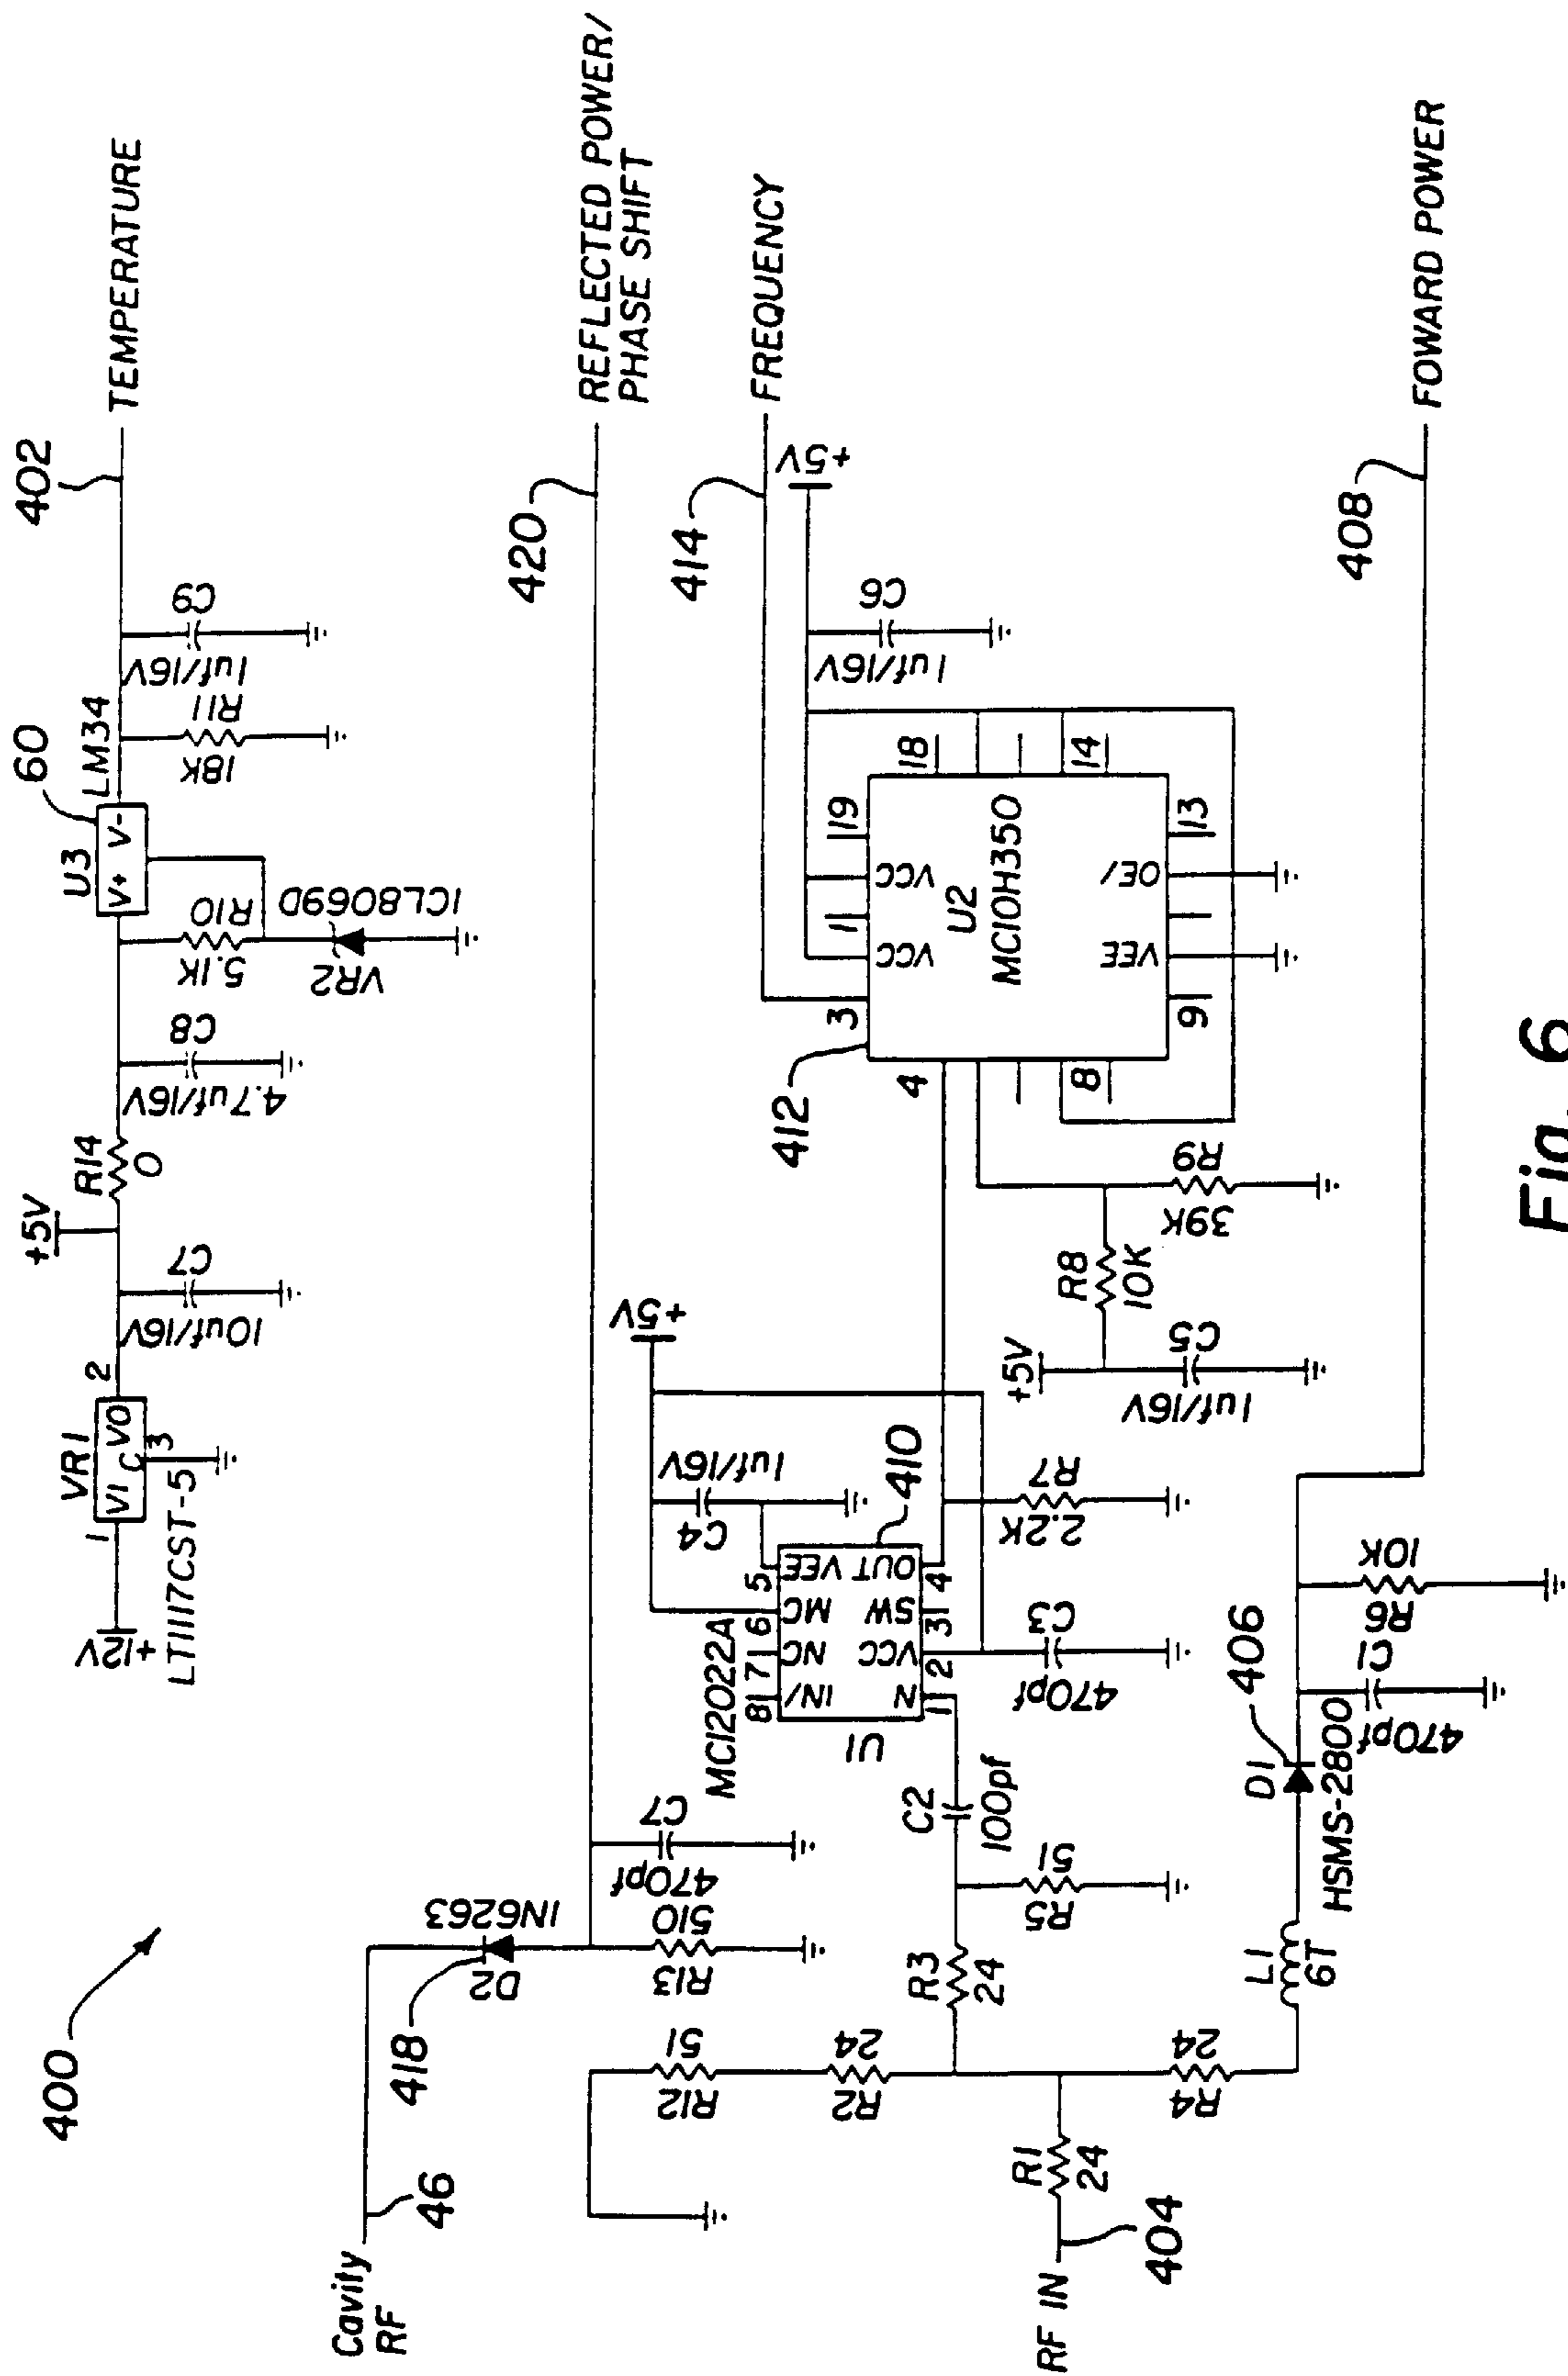 400
+12V
1
VR1
VI
VO
C
3
2
LT1117CST-5
10uf/16V
C7
+5V
R14
0
4.7uf/16V
C8
5.1K
R10
VR2
ICL8069D
U3
V+
V-
60
LM34
18K
R11
1uf/16V
C9
402
TEMPERATURE
Cavity
RF
46
418
D2
1N6263
R13
510
470pf
C7
420
REFLECTED POWER/
PHASE SHIFT
R12
51
R2
24
RF IN
404
R1
24
R4
24
R3
24
R5
51
C2
100pf
U1
MC12022A
8
7
6
5
IN/
NC
MC
VEE
N
VCC
SW
OUT
1
2
3
4
410
C4
1uf/16V
+5V
470pf
C3
2.2K
R7
+5V
1uf/16V
C5
R8
10K
39K
R9
412
4
3
8
9
VCC
1
VCC
19
18
U2
MC10H350
VEE
OE/
13
14
1uf/16V
C6
+5V
414
FREQUENCY
L1
6T
D1
406
HSMS-2800
470pf
C1
R6
10K
408
FOWARD POWER
Fig. 6